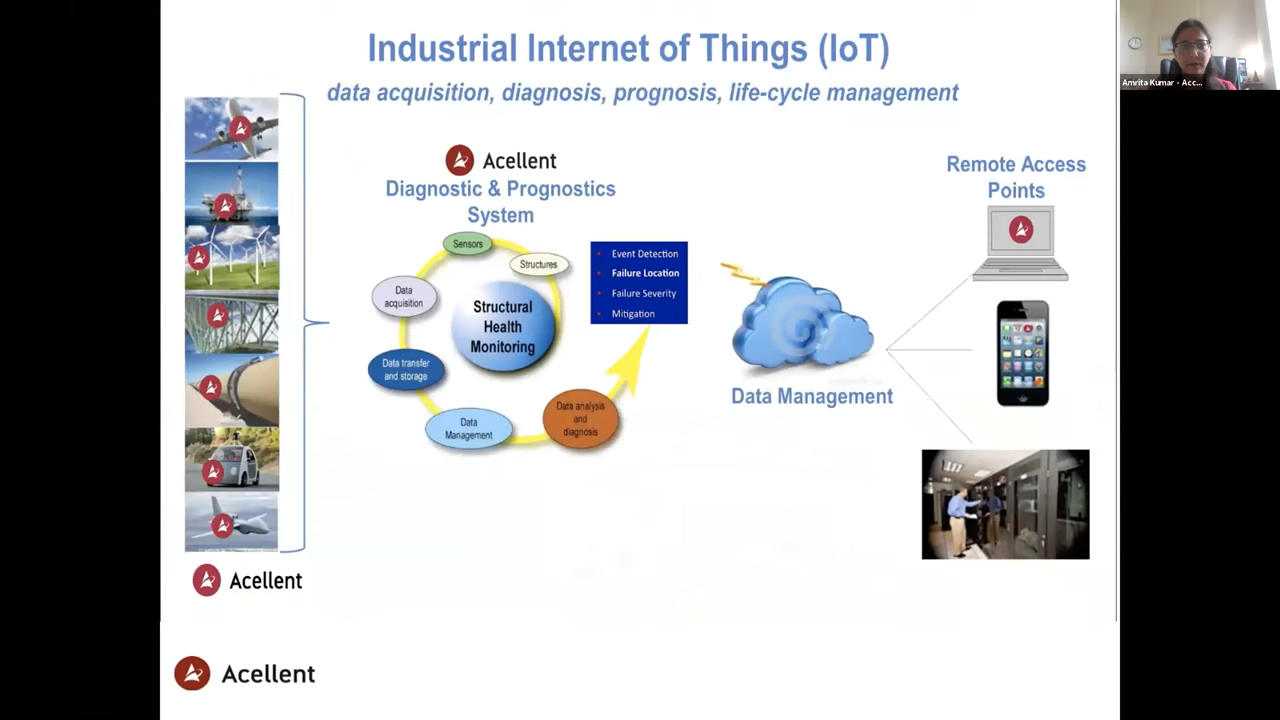 Industrial Internet of Things (IoT)
data acquisition, diagnosis, prognosis, life-cycle management
Amrita Kumar - Acc...
Acellent
Diagnostic & Prognostics
System
Sensors
Structures
Data
acquisition
Structural
Health
Monitoring
Data transfer
and storage
Data
Management
Data analysis
and
diagnosis
Event Detection
Failure Location
Failure Severity
Mitigation
Data Management
Remote Access
Points
Acellent
Acellent